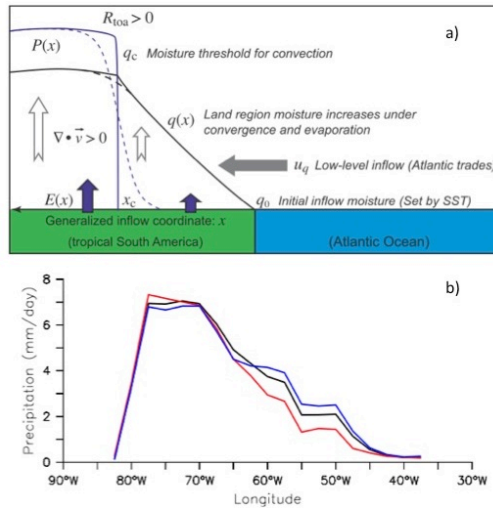 R_toa > 0
a)
P(x)
q_c Moisture threshold for convection
q(x) Land region moisture increases under
convergence and evaporation
∇•v⃗ > 0
u_q Low-level inflow (Atlantic trades)
E(x)
x_c
q_0 Initial inflow moisture (Set by SST)
Generalized inflow coordinate: x
(tropical South America)
(Atlantic Ocean)
b)
Precipitation (mm/day)
8
6
4
2
0
90°W 80°W 70°W 60°W 50°W 40°W 30°W
Longitude